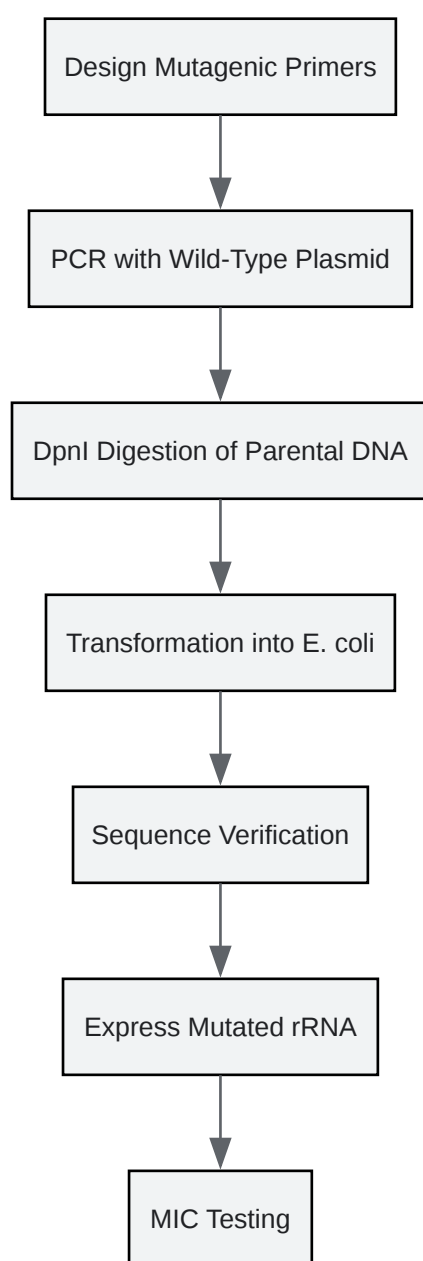 Design Mutagenic Primers
PCR with Wild-Type Plasmid
DpnI Digestion of Parental DNA
Transformation into E. coli
Sequence Verification
Express Mutated rRNA
MIC Testing